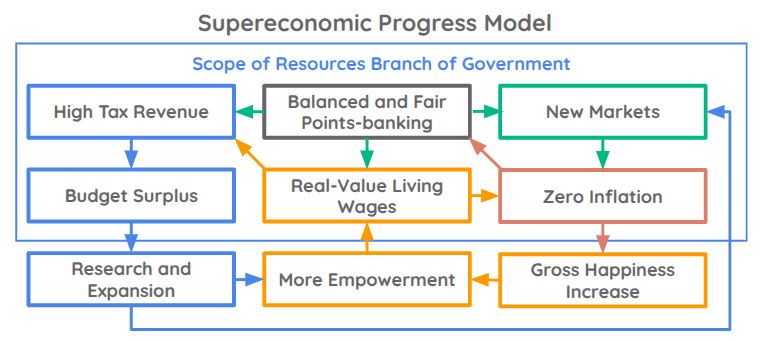 Supereconomic Progress Model
Scope of Resources Branch of Government
High Tax Revenue
Balanced and Fair
Points-banking
New Markets
Budget Surplus
Real-Value Living
Wages
Zero Inflation
Research and
Expansion
More Empowerment
Gross Happiness
Increase